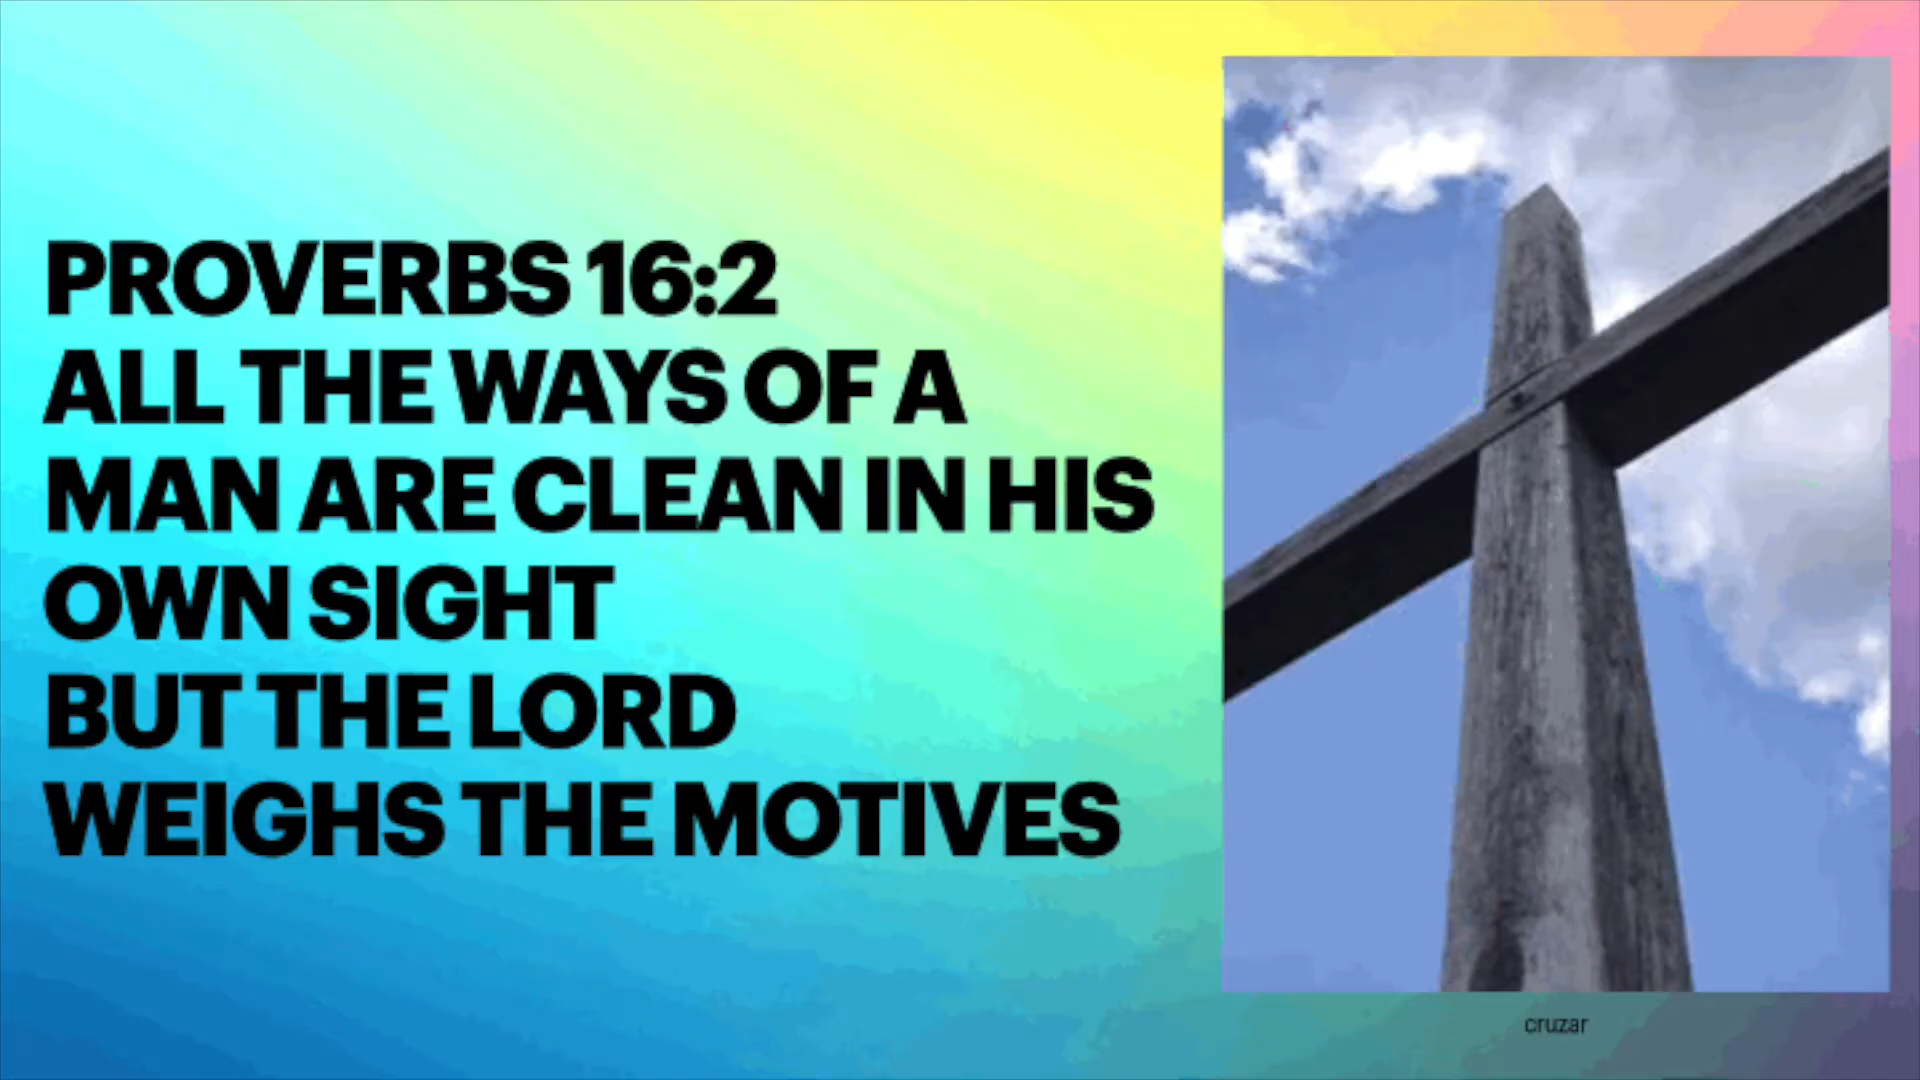 PROVERBS 16:2
ALL THE WAYS OF A
MAN ARE CLEAN IN HIS
OWN SIGHT
BUT THE LORD
WEIGHS THE MOTIVES
cruzar